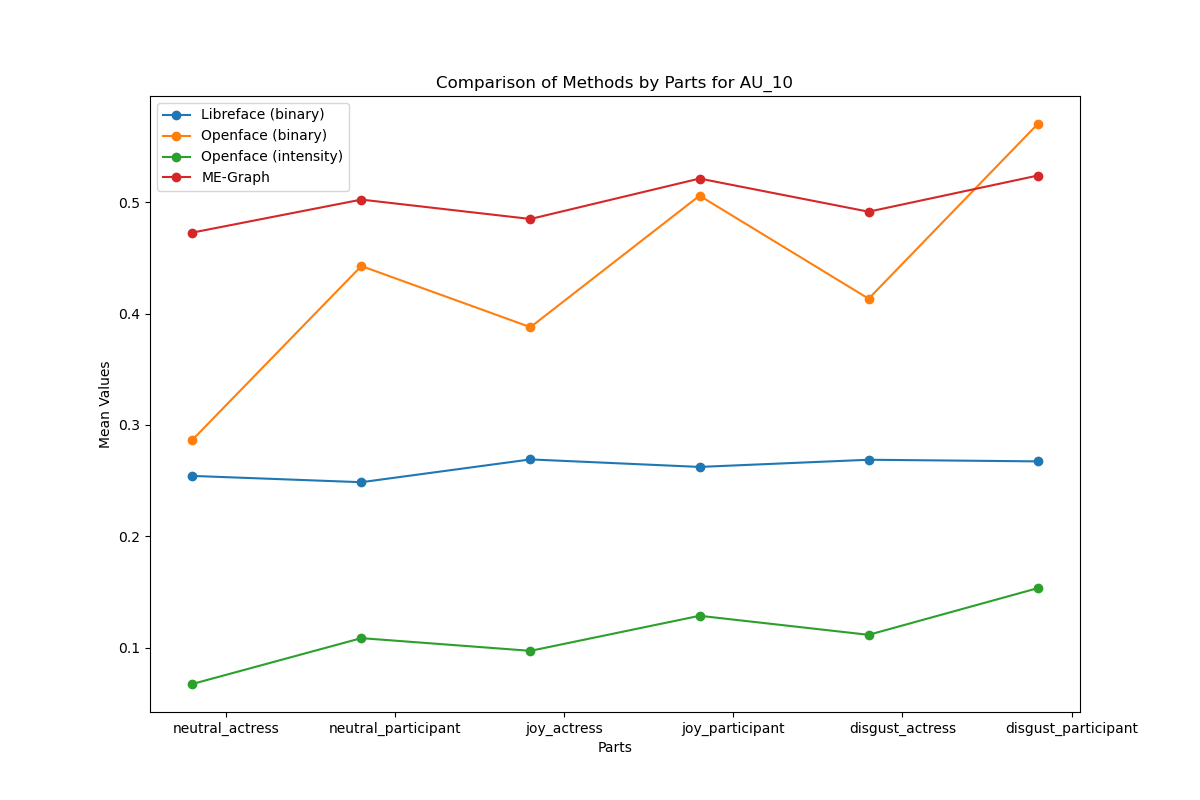 Comparison of Methods by Parts for AU_10
Libreface (binary)
Openface (binary)
Openface (intensity)
ME-Graph
Mean Values
0.5
0.4
0.3
0.2
0.1
neutral_actress neutral_participant joy_actress joy_participant disgust_actress disgust_participant
Parts